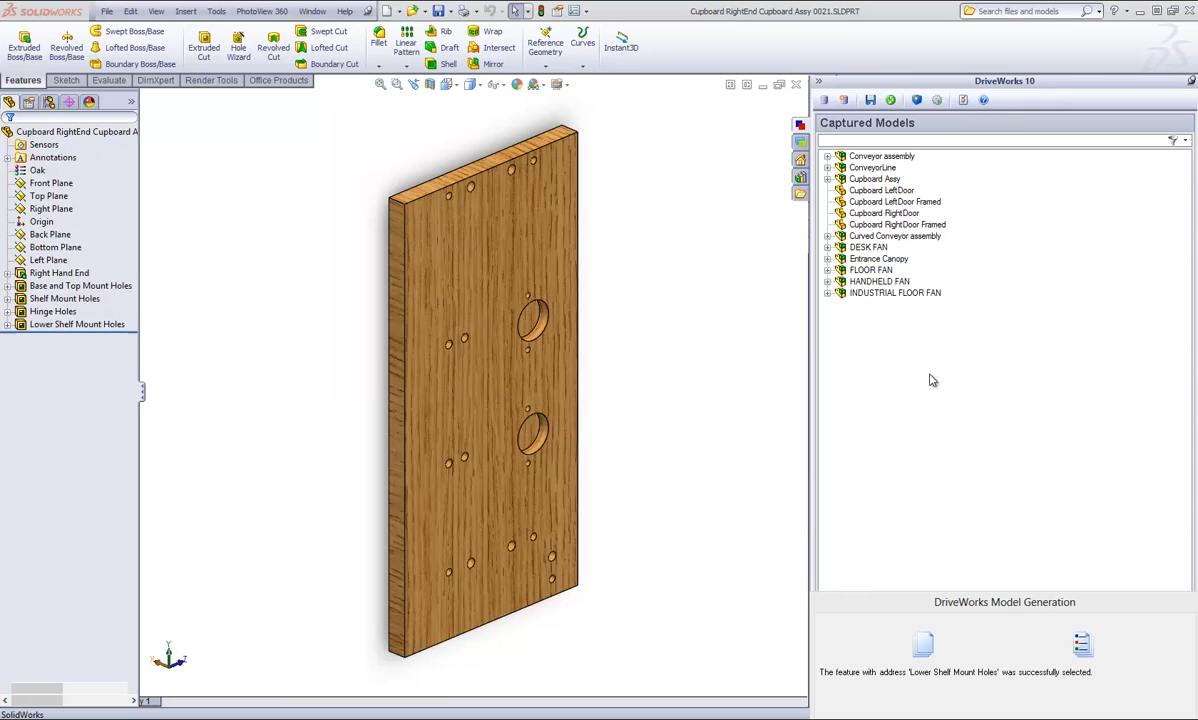 SOLIDWORKS
File Edit View Insert Tools PhotoView 360 Window Help
Cupboard RightEnd Cupboard Assy 0021.SLDPRT
Search files and models
Extruded Boss/Base
Revolved Boss/Base
Swept Boss/Base
Lofted Boss/Base
Boundary Boss/Base
Extruded Cut
Hole Wizard
Revolved Cut
Swept Cut
Lofted Cut
Boundary Cut
Fillet
Linear Pattern
Rib
Draft
Shell
Wrap
Intersect
Mirror
Reference Geometry
Curves
Instant3D
Features Sketch Evaluate DimXpert Render Tools Office Products
Cupboard RightEnd Cupboard A
Sensors
Annotations
Oak
Front Plane
Top Plane
Right Plane
Origin
Back Plane
Bottom Plane
Left Plane
Right Hand End
Base and Top Mount Holes
Shelf Mount Holes
Hinge Holes
Lower Shelf Mount Holes
Y
X
Z
y 1
SolidWorks
DriveWorks 10
Captured Models
Conveyor assembly
ConveyorLine
Cupboard Assy
Cupboard LeftDoor
Cupboard LeftDoor Framed
Cupboard RightDoor
Cupboard RightDoor Framed
Curved Conveyor assembly
DESK FAN
Entrance Canopy
FLOOR FAN
HANDHELD FAN
INDUSTRIAL FLOOR FAN
DriveWorks Model Generation
The feature with address 'Lower Shelf Mount Holes' was successfully selected.